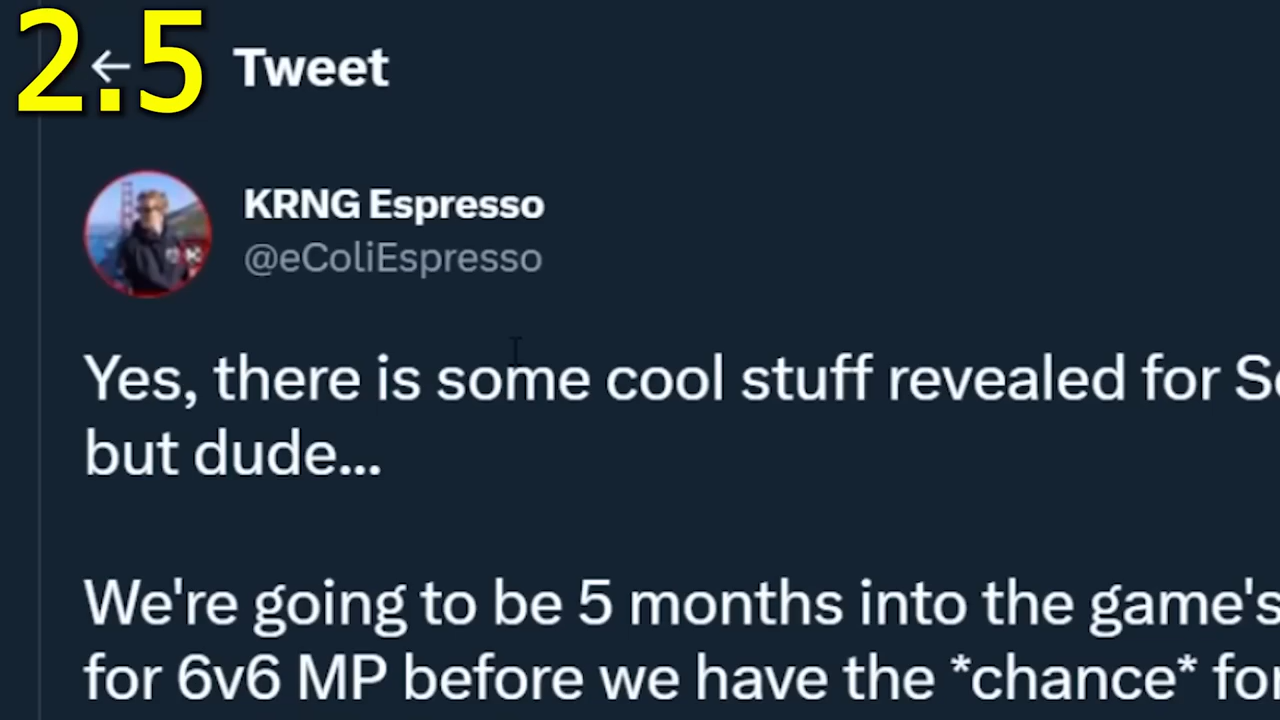 2.5
Tweet
KRNG Espresso
@eColiEspresso
Yes, there is some cool stuff revealed for
but dude...
We're going to be 5 months into the game's
for 6v6 MP before we have the *chance*